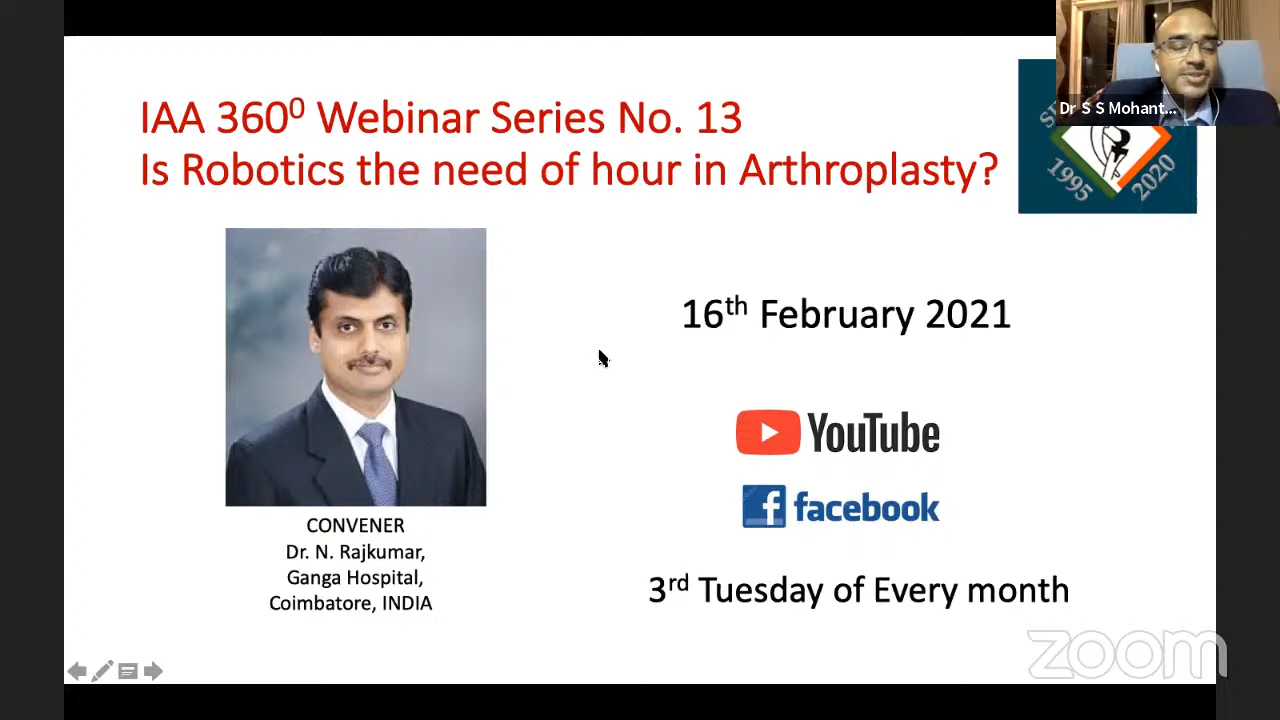 IAA 360⁰ Webinar Series No. 13
Is Robotics the need of hour in Arthroplasty?
Dr S S Mohant...
1995
2020
16th February 2021
YouTube
facebook
CONVENER
Dr. N. Rajkumar,
Ganga Hospital,
Coimbatore, INDIA
3rd Tuesday of Every month
zoom